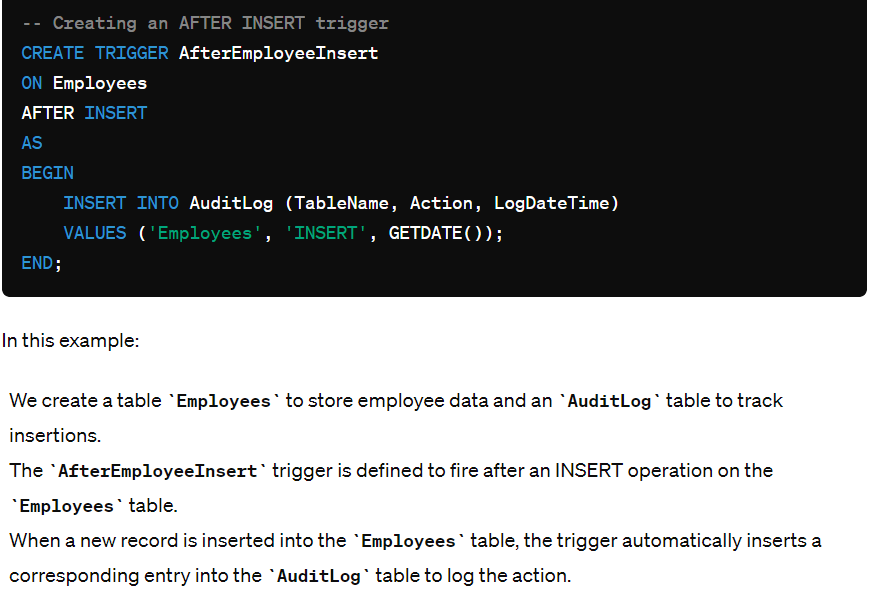 -- Creating an AFTER INSERT trigger
CREATE TRIGGER AfterEmployeeInsert
ON Employees
AFTER INSERT
AS
BEGIN
    INSERT INTO AuditLog (TableName, Action, LogDateTime)
    VALUES ('Employees', 'INSERT', GETDATE());
END;
In this example:
We create a table `Employees` to store employee data and an `AuditLog` table to track
insertions.
The `AfterEmployeeInsert` trigger is defined to fire after an INSERT operation on the
`Employees` table.
When a new record is inserted into the `Employees` table, the trigger automatically inserts a
corresponding entry into the `AuditLog` table to log the action.